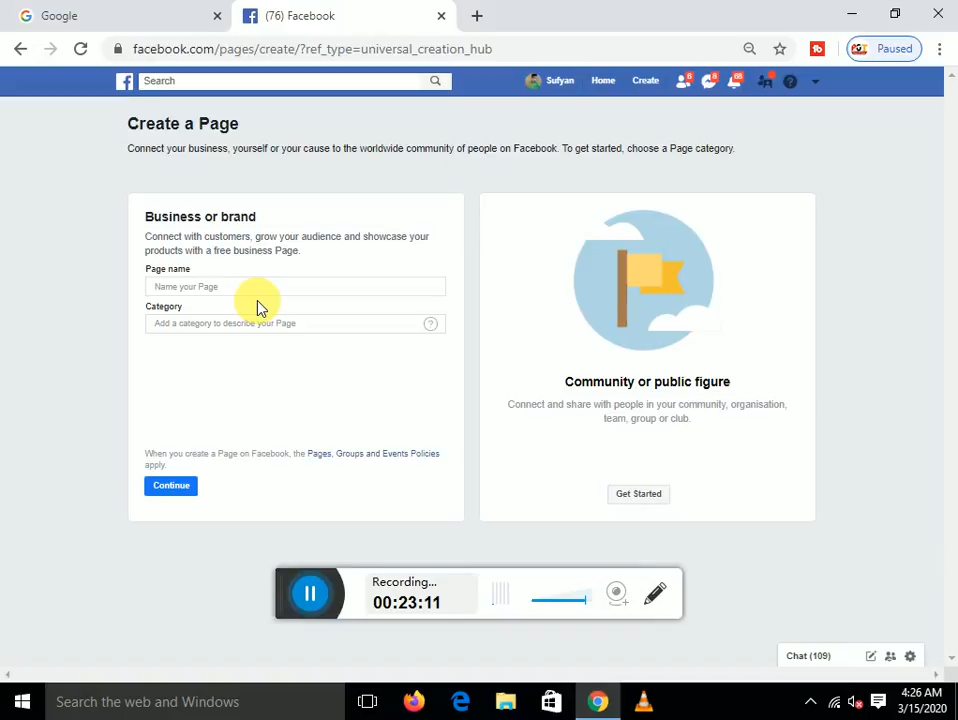 Google
(76) Facebook
facebook.com/pages/create/?ref_type=universal_creation_hub
Paused
Search
Sufyan
Home
Create
6
8
66
Create a Page
Connect your business, yourself or your cause to the worldwide community of people on Facebook. To get started, choose a Page category.
Business or brand
Connect with customers, grow your audience and showcase your
products with a free business Page.
Page name
Name your Page
Category
Add a category to describe your Page
When you create a Page on Facebook, the Pages, Groups and Events Policies
apply.
Continue
Community or public figure
Connect and share with people in your community, organisation,
team, group or club.
Get Started
Recording...
00:23:11
Chat (109)
Search the web and Windows
4:26 AM
3/15/2020